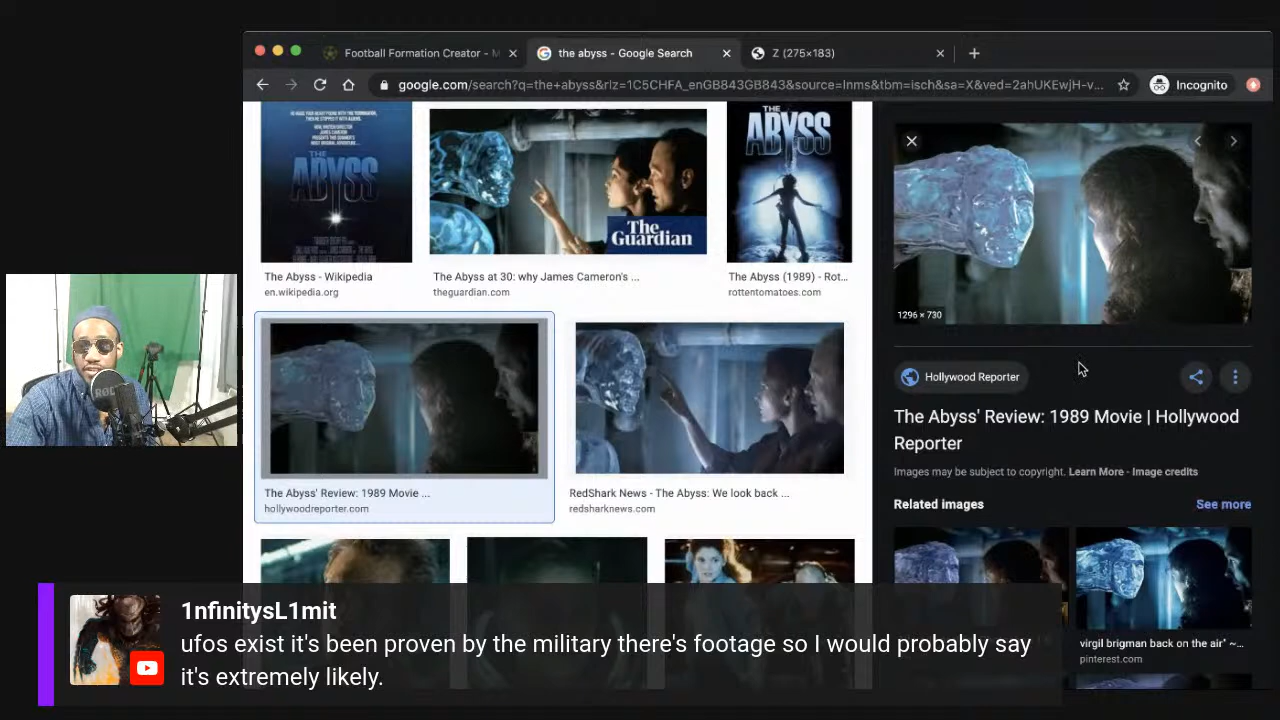 Football Formation Creator - M
the abyss - Google Search
Z (275×183)
google.com/search?q=the+abyss&rlz=1C5CHFA_enGB843GB843&source=lnms&tbm=isch&sa=X&ved=2ahUKEwjH-v...
Incognito
THE
ABYSS
The
Guardian
THE
ABYSS
The Abyss - Wikipedia
en.wikipedia.org
The Abyss at 30: why James Cameron's ...
theguardian.com
The Abyss (1989) - Rot...
rottentomatoes.com
The Abyss' Review: 1989 Movie ...
hollywoodreporter.com
RedShark News - The Abyss: We look back ...
redsharknews.com
1296 × 730
Hollywood Reporter
The Abyss' Review: 1989 Movie | Hollywood
Reporter
Images may be subject to copyright. Learn More - Image credits
Related images
See more
virgil brigman back on the air' ~...
pinterest.com
1nfinitysL1mit
ufos exist it's been proven by the military there's footage so I would probably say
it's extremely likely.